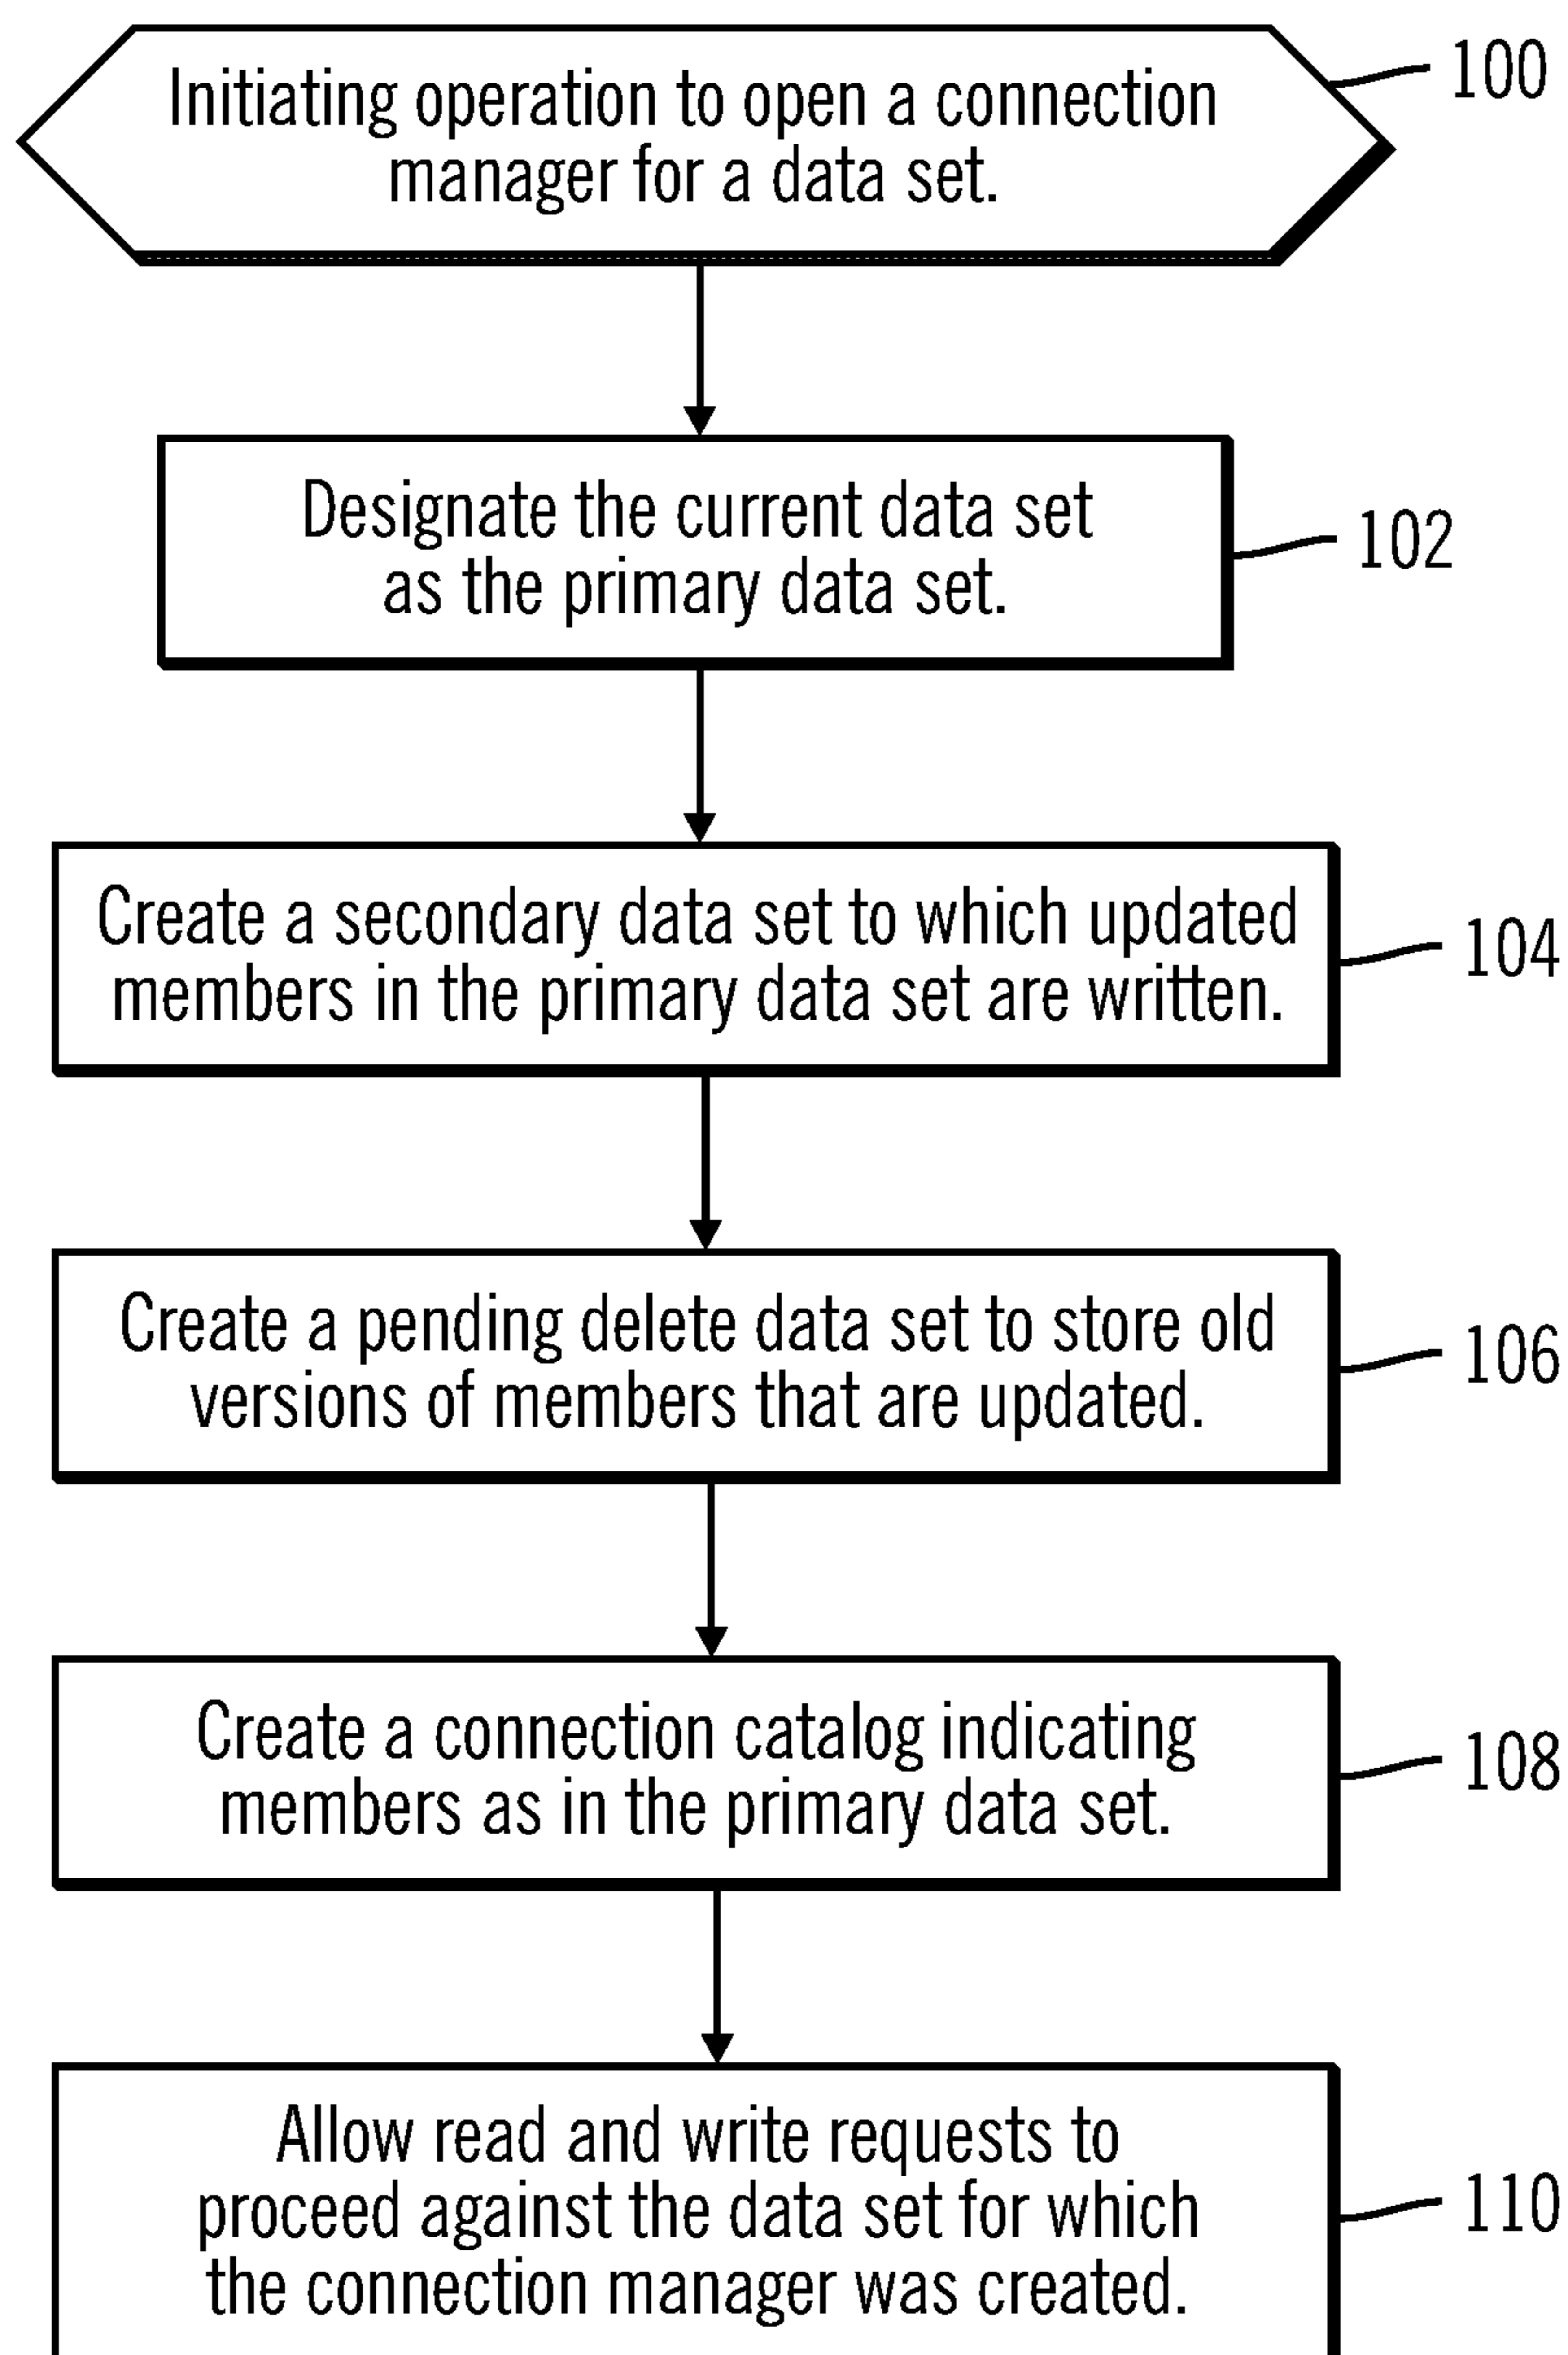 Initiating operation to open a connection
manager for a data set.
100
Designate the current data set
as the primary data set.
102
Create a secondary data set to which updated
members in the primary data set are written.
104
Create a pending delete data set to store old
versions of members that are updated.
106
Create a connection catalog indicating
members as in the primary data set.
108
Allow read and write requests to
proceed against the data set for which
the connection manager was created.
110